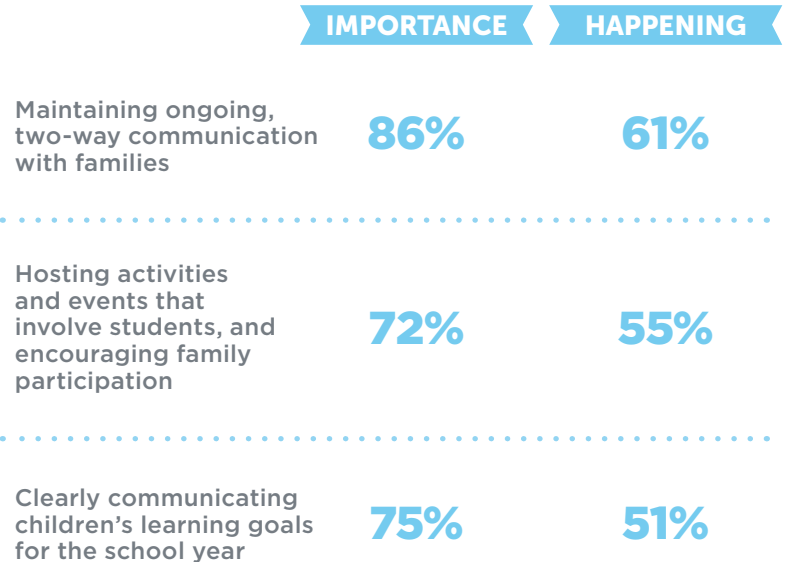 IMPORTANCE HAPPENING
Maintaining ongoing,
two-way communication
with families
86% 61%
Hosting activities
and events that
involve students, and
encouraging family
participation
72% 55%
Clearly communicating
children’s learning goals
for the school year
75% 51%